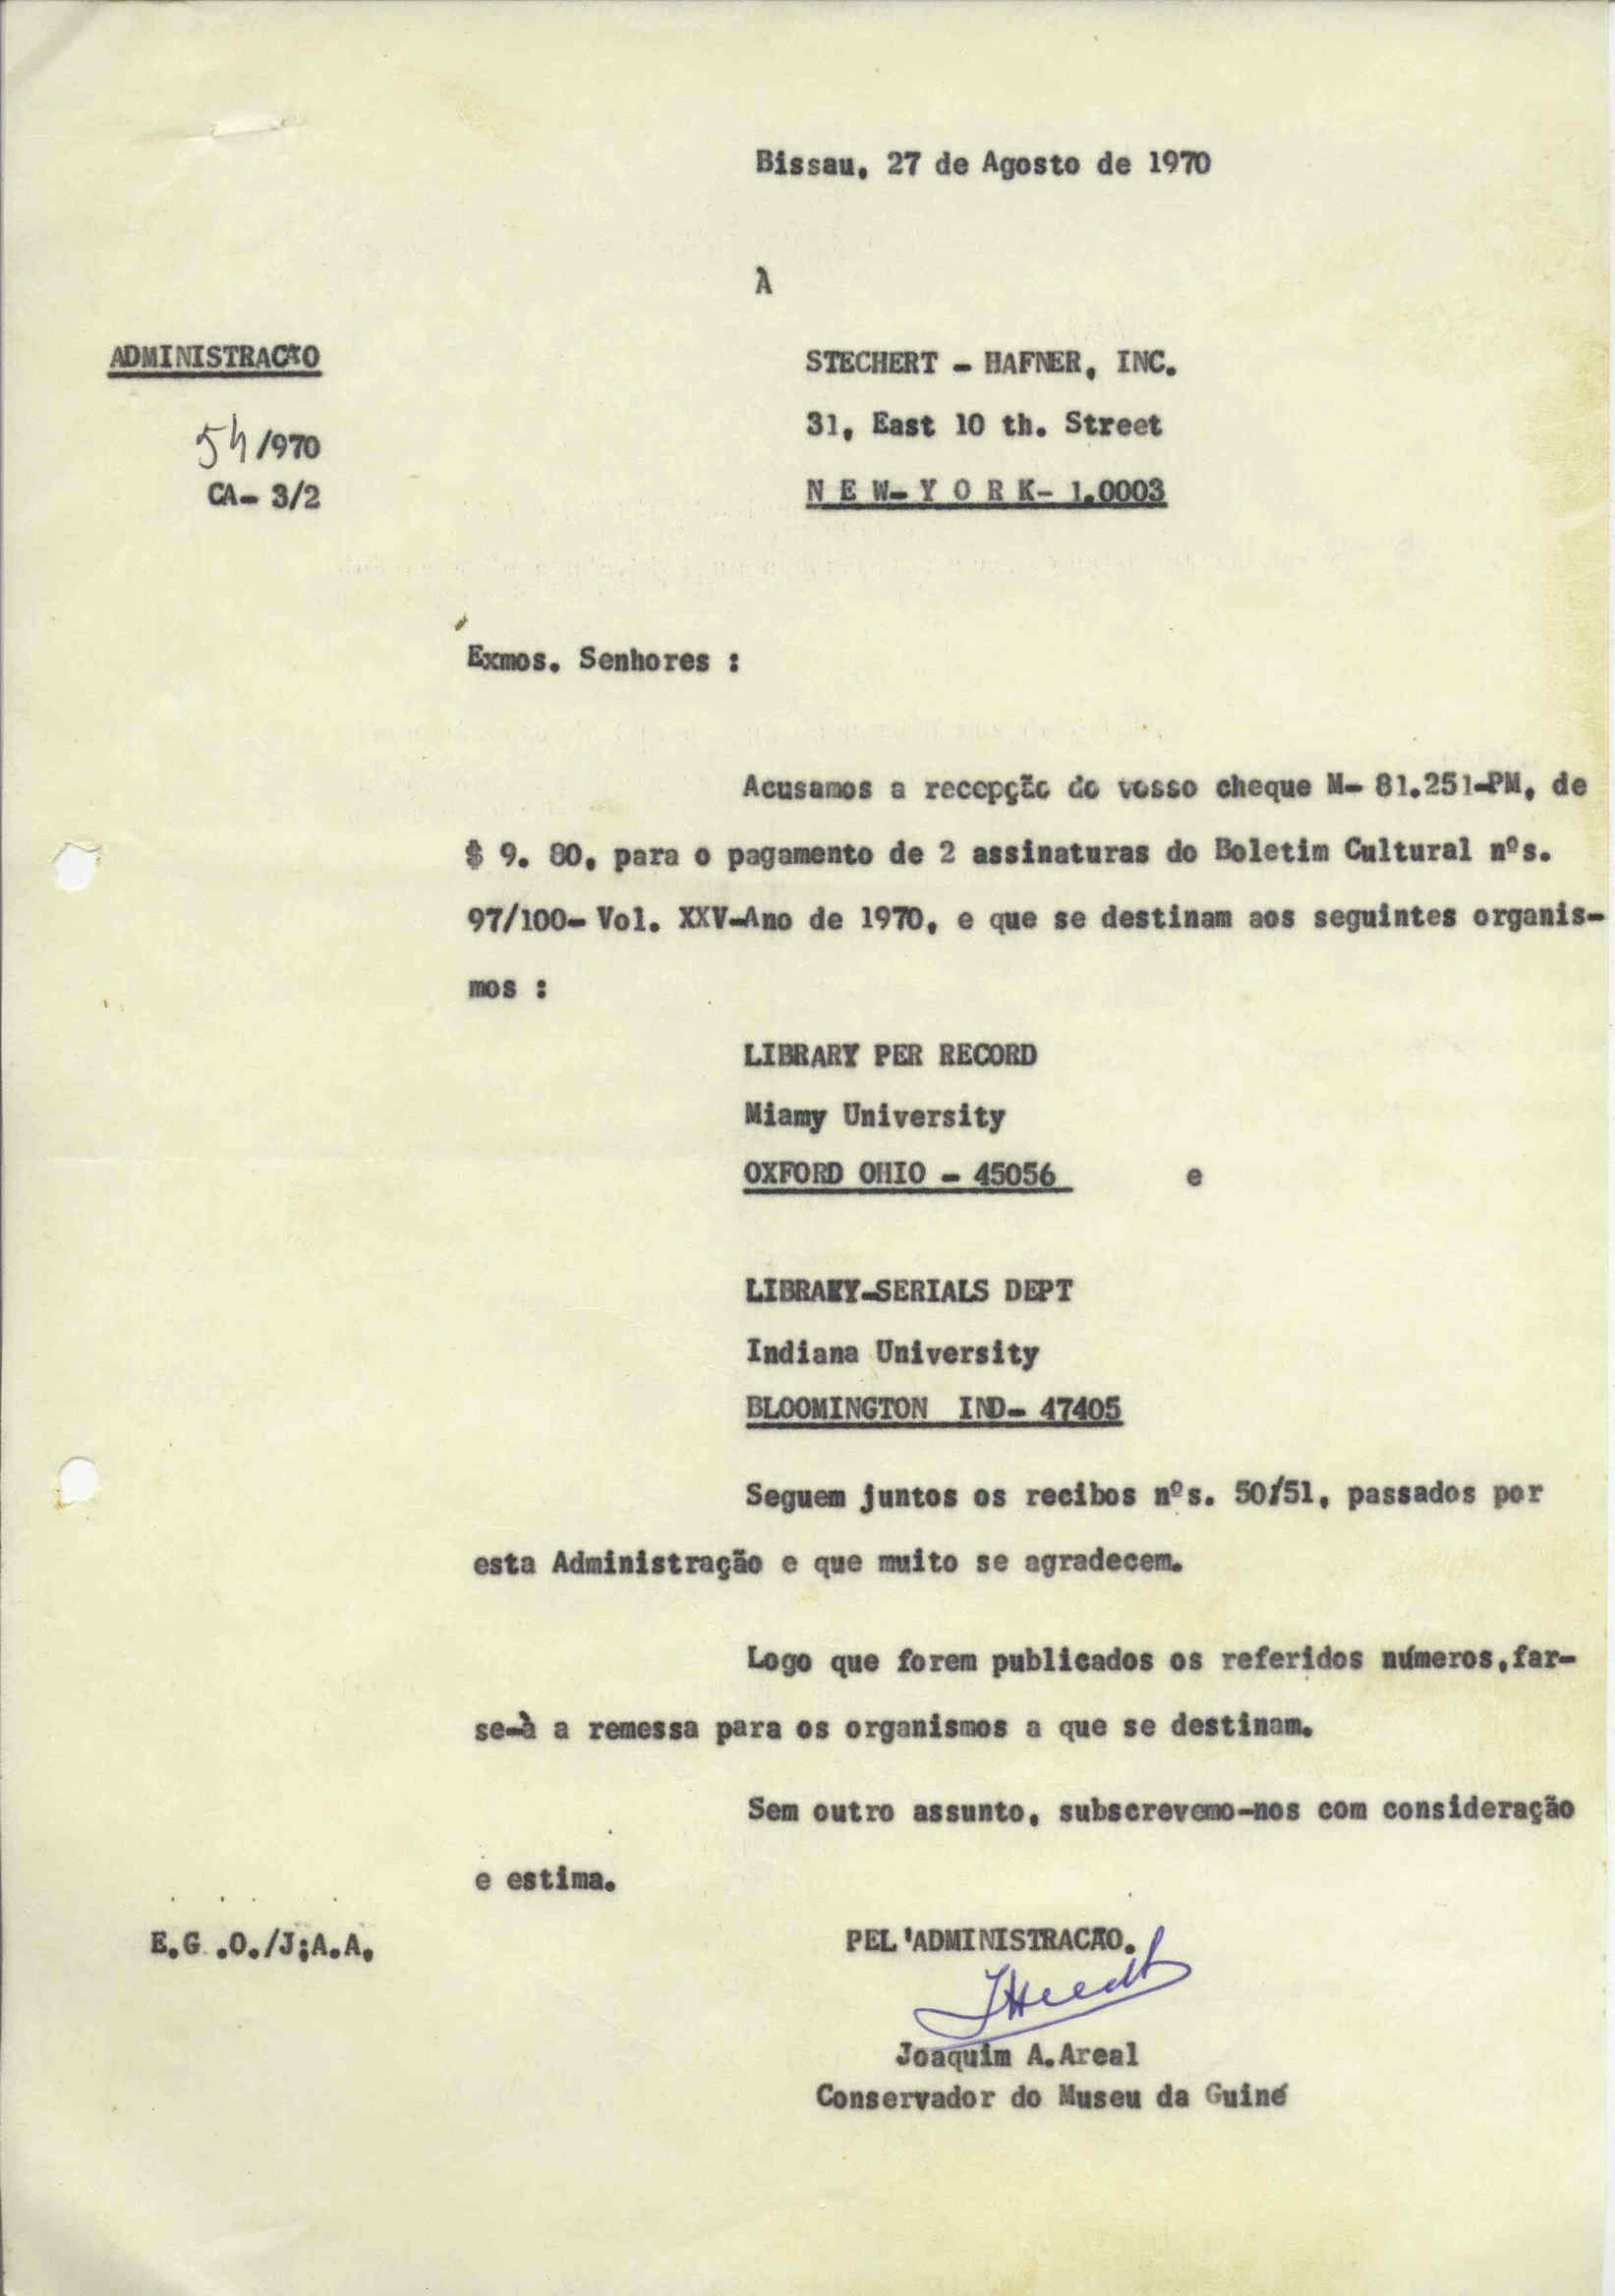 Bissau, 27 de Agosto de 1970
À
ADMINISTRACÃO
STECHERT - HAFNER, INC.
31, East 10 th. Street
54/970
CA- 3/2
N E W- Y O R K- 1.0003
Exmos. Senhores :
Acusamos a recepção do vosso cheque M- 81.251-PM, de
$ 9. 80, para o pagamento de 2 assinaturas do Boletim Cultural nºs.
97/100- Vol. XXV-Ano de 1970, e que se destinam aos seguintes organis-
mos :
LIBRARY PER RECORD
Miamy University
OXFORD OHIO - 45056 e
LIBRARY-SERIALS DEPT
Indiana University
BLOOMINGTON IND- 47405
Seguem juntos os recibos nºs. 50/51, passados por
esta Administração e que muito se agradecem.
Logo que forem publicados os referidos números,far-
se-à a remessa para os organismos a que se destinam.
Sem outro assunto, subscrevemo-nos com consideração
e estima.
E.G .O./J;A.A.
PEL'ADMINISTRACÃO.
Joaquim A.Areal
Conservador do Museu da Guiné